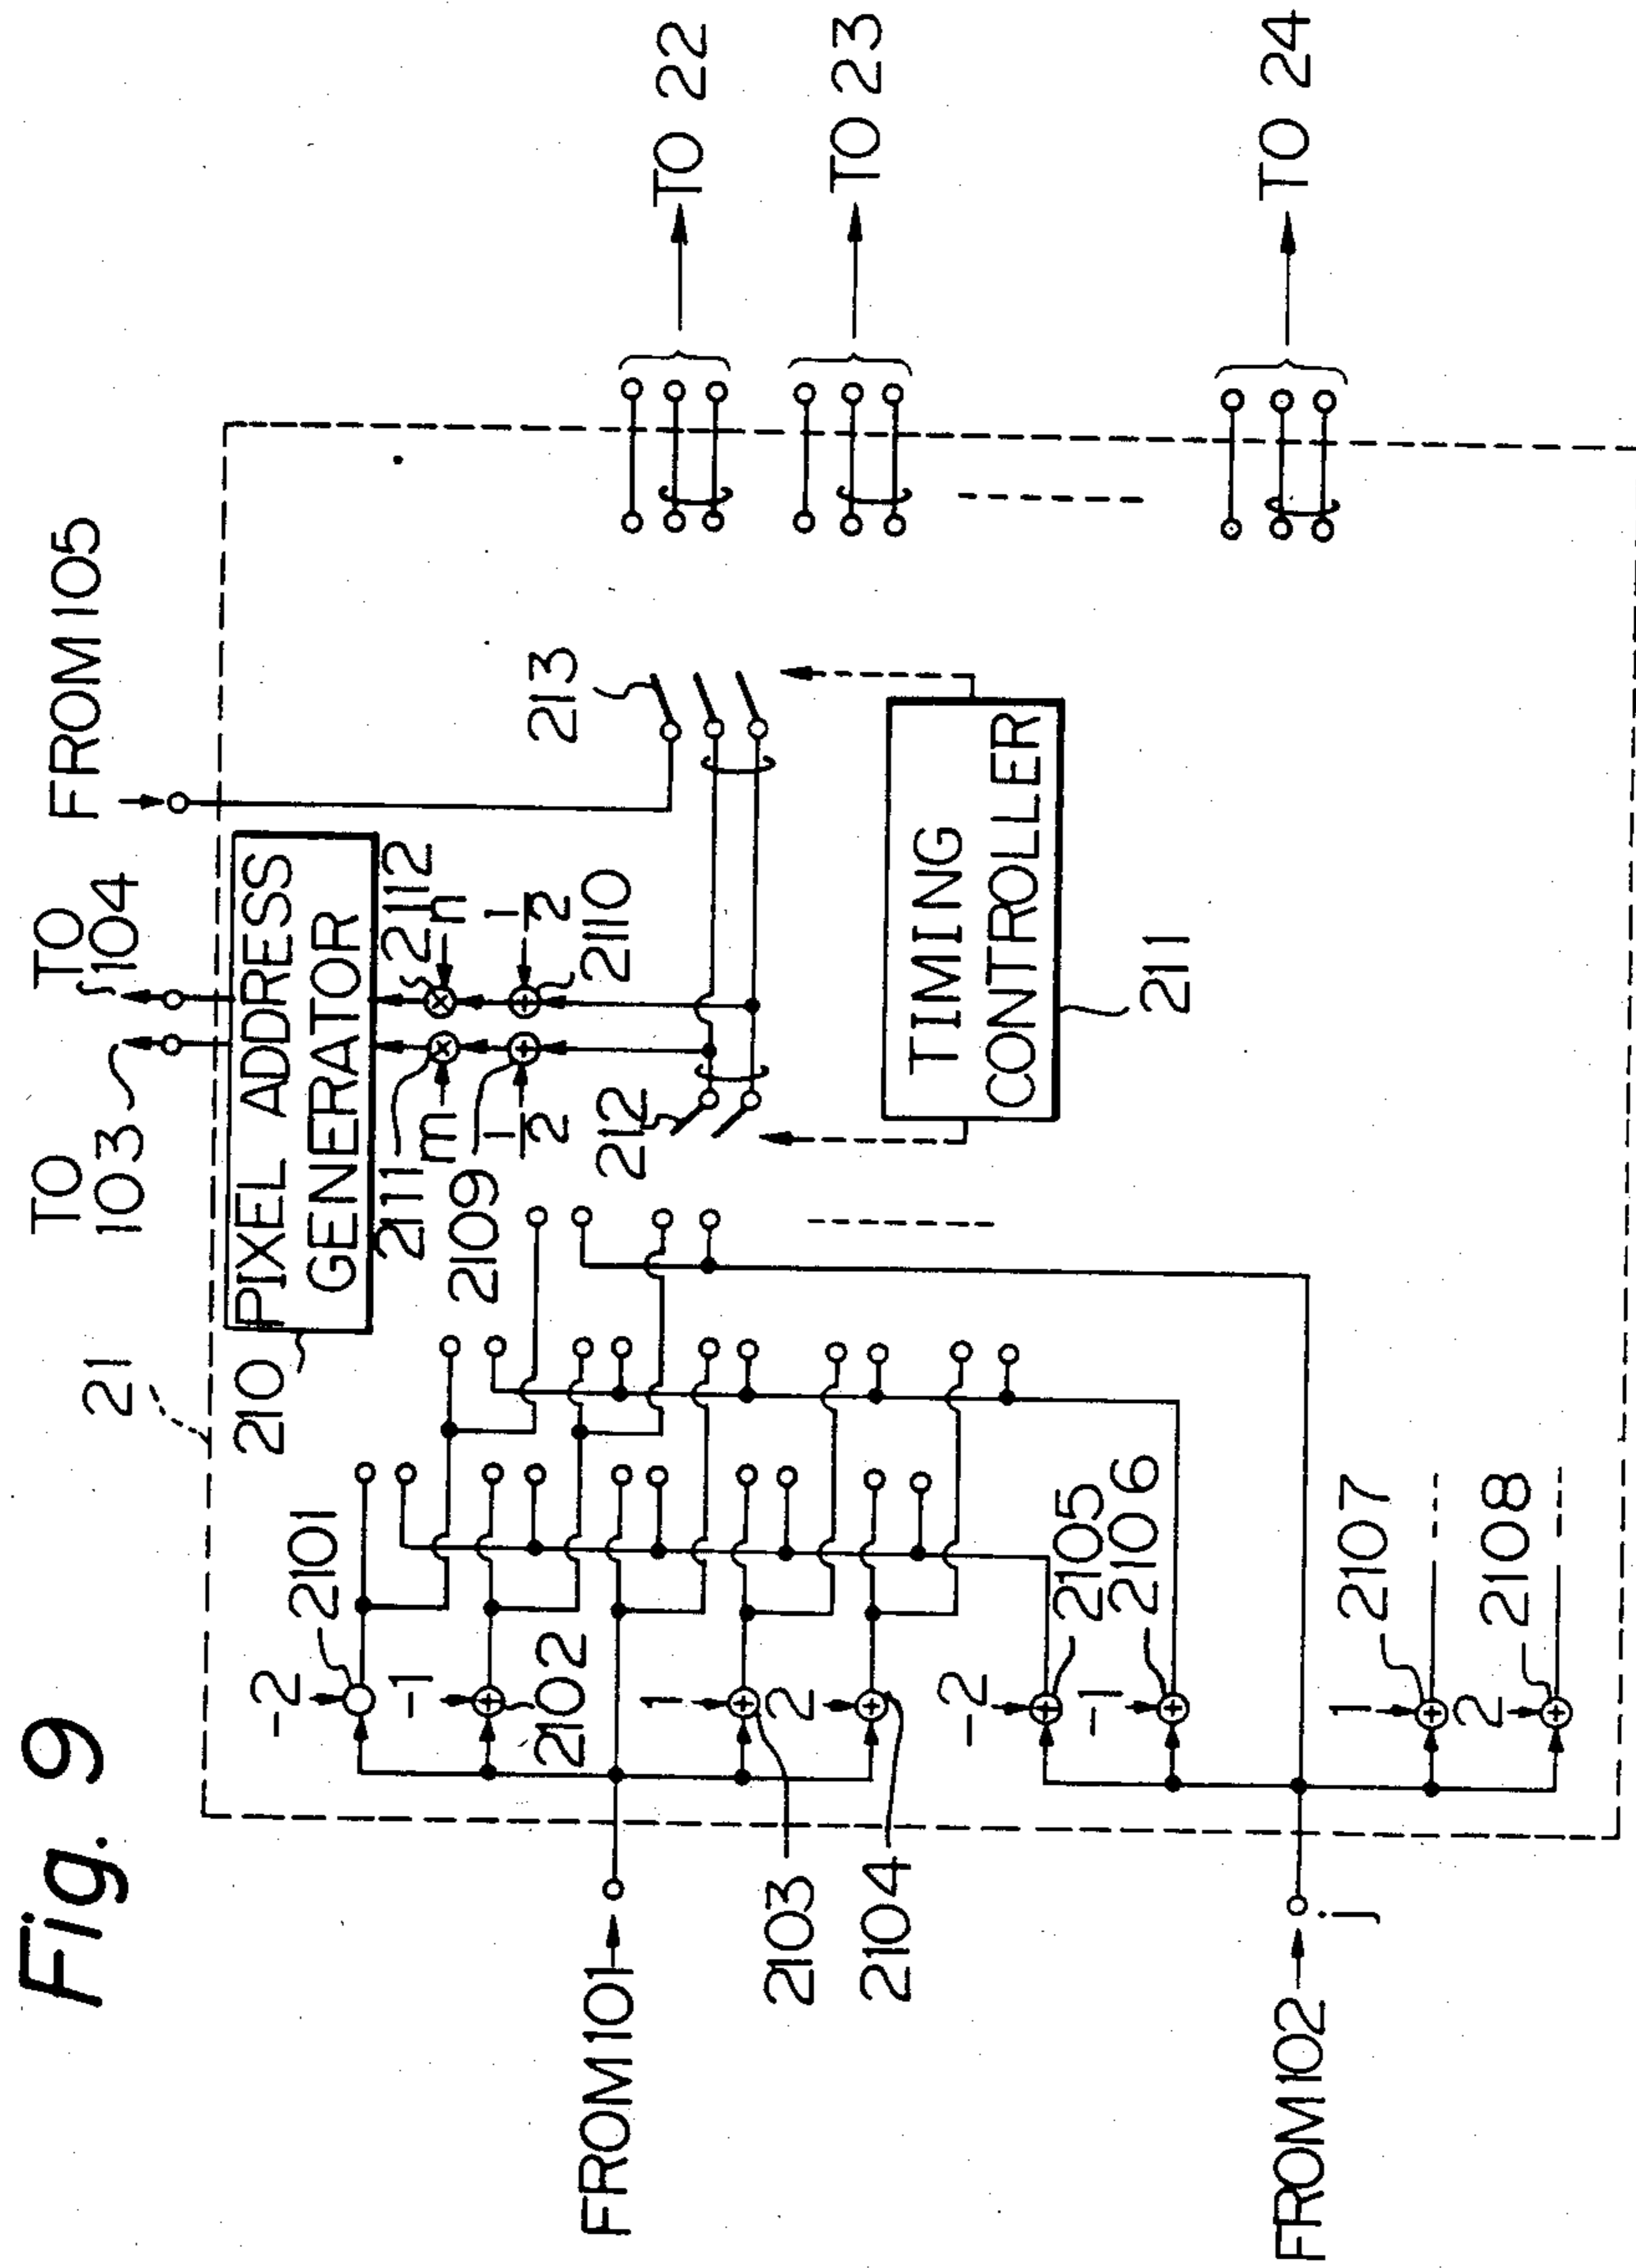 Fig. 9
21
TO
103
TO
104
FROM 105
210
PIXEL ADDRESS
GENERATOR
2111
2112
m
n
1/2
1/2
2109
2110
212
213
-2
2101
-1
2102
FROM 101
1
2103
2
2104
-2
2105
-1
2106
FROM 102
j
1
2107
2
2108
TIMING
CONTROLLER
211
TO 22
TO 23
TO 24